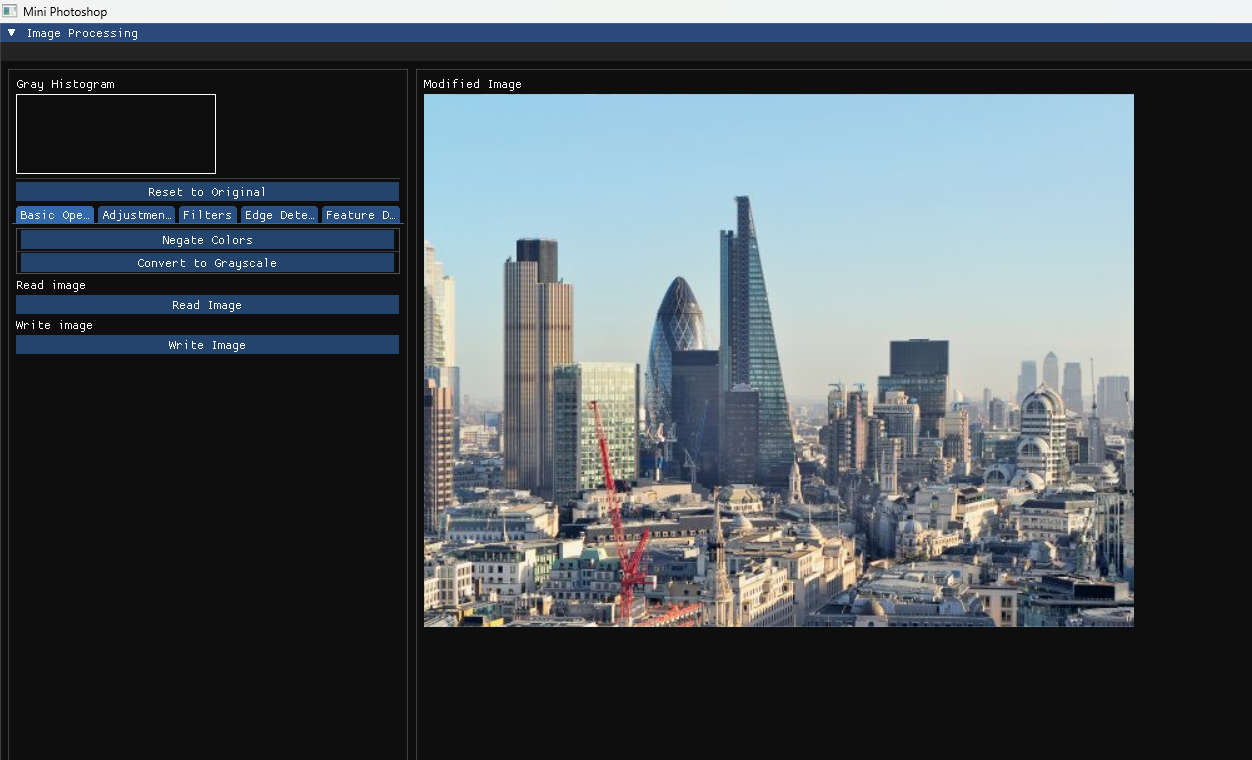 Mini Photoshop
Image Processing
Gray Histogram
Reset to Original
Basic Ope… Adjustmen… Filters Edge Dete… Feature D…
Negate Colors
Convert to Grayscale
Read image
Read Image
Write image
Write Image
Modified Image